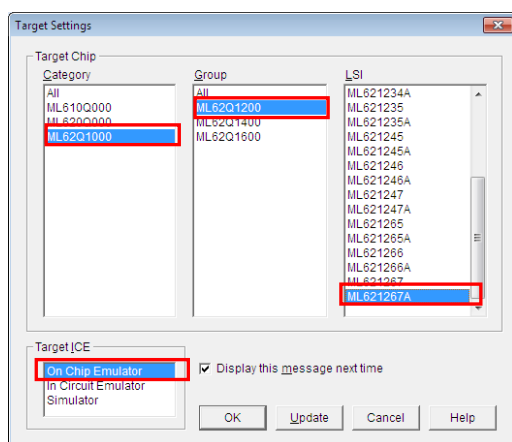 Target Settings
Target Chip
Category
All
ML610Q000
ML620Q000
ML62Q1000
Group
All
ML62Q1200
ML62Q1400
ML62Q1600
LSI
ML621234A
ML621235
ML621235A
ML621245
ML621245A
ML621246
ML621246A
ML621247
ML621247A
ML621265
ML621265A
ML621266
ML621266A
ML621267
ML621267A
Target ICE
On Chip Emulator
In Circuit Emulator
Simulator
Display this message next time
OK
Update
Cancel
Help